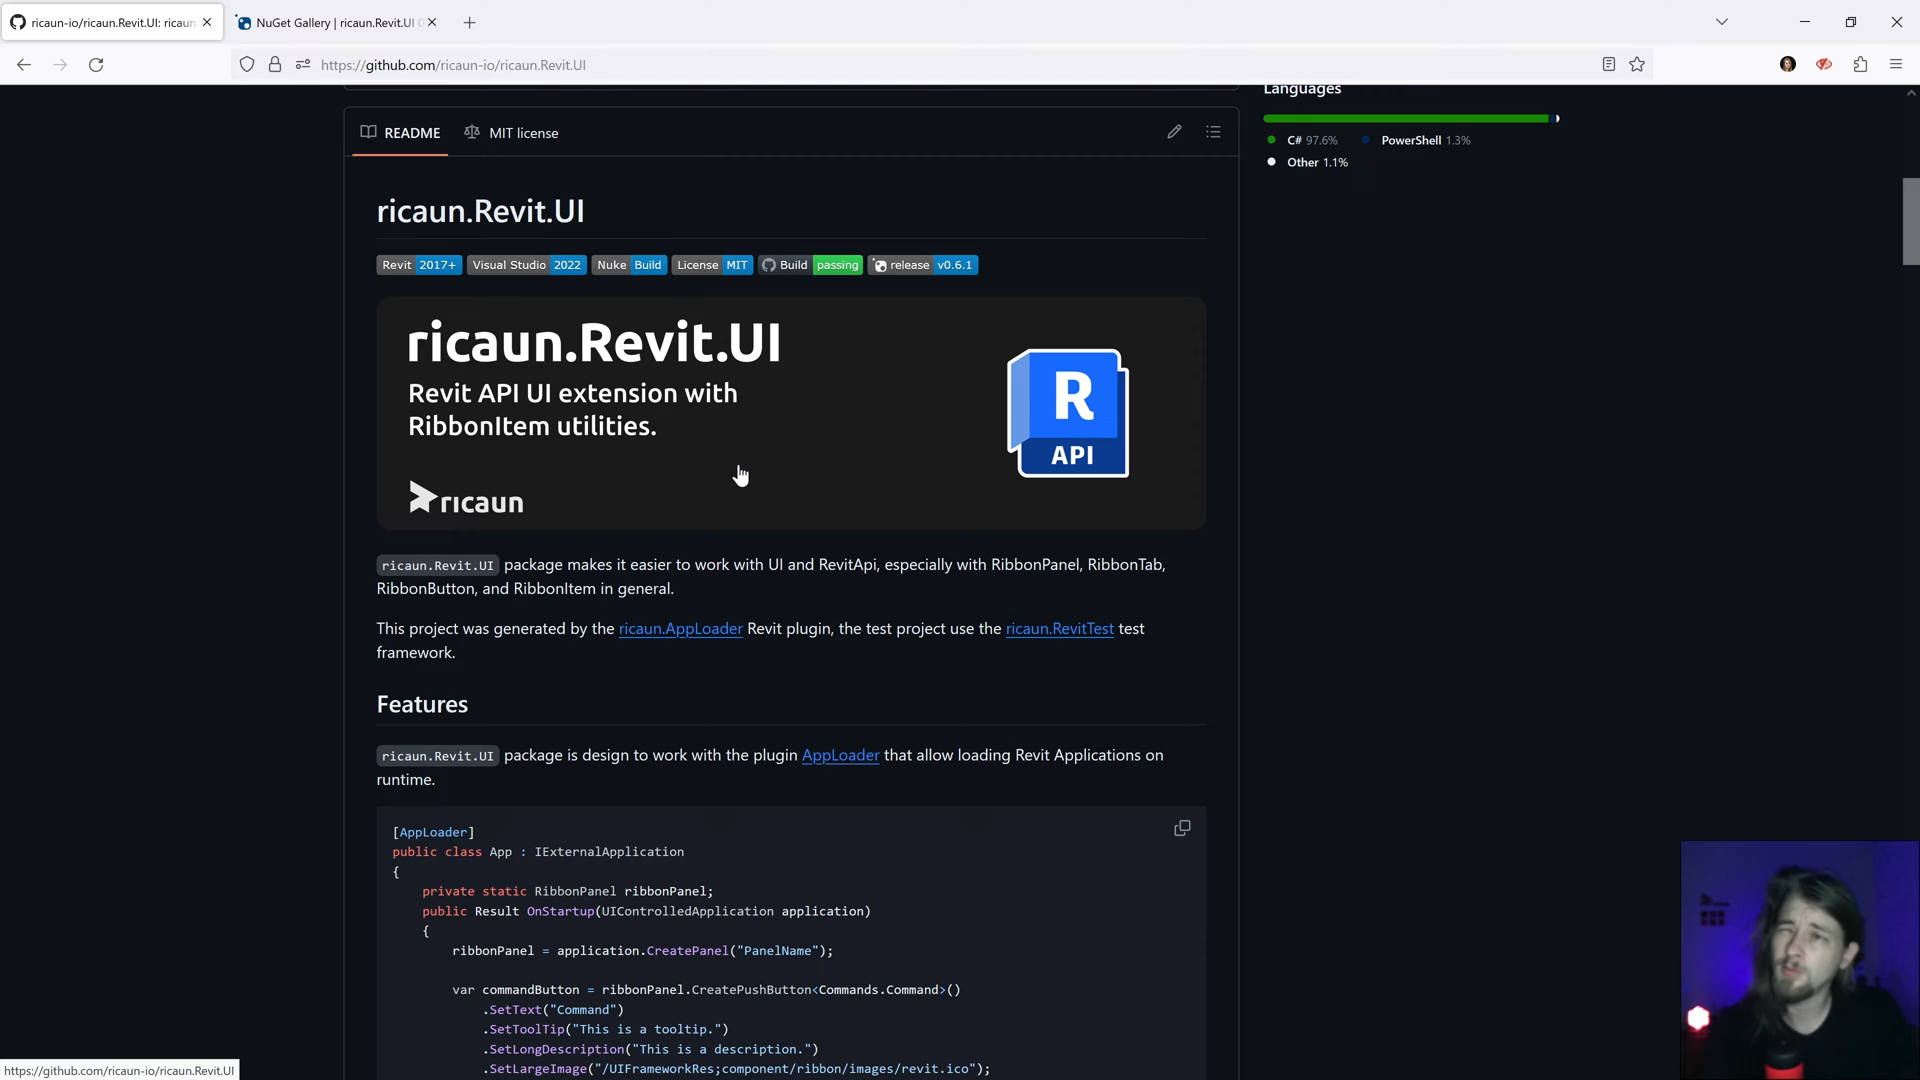 ricaun-io/ricaun.Revit.UI: ricaun
NuGet Gallery | ricaun.Revit.UI 0
https://github.com/ricaun-io/ricaun.Revit.UI
Languages
C# 97.6%
PowerShell 1.3%
Other 1.1%
README
MIT license
ricaun.Revit.UI
Revit 2017+
Visual Studio 2022
Nuke Build
License MIT
Build passing
release v0.6.1
ricaun.Revit.UI
Revit API UI extension with
RibbonItem utilities.
R
API
ricaun
ricaun.Revit.UI package makes it easier to work with UI and RevitApi, especially with RibbonPanel, RibbonTab,
RibbonButton, and RibbonItem in general.
This project was generated by the ricaun.AppLoader Revit plugin, the test project use the ricaun.RevitTest test
framework.
Features
ricaun.Revit.UI package is design to work with the plugin AppLoader that allow loading Revit Applications on
runtime.
[AppLoader]
public class App : IExternalApplication
{
private static RibbonPanel ribbonPanel;
public Result OnStartup(UIControlledApplication application)
{
ribbonPanel = application.CreatePanel("PanelName");
var commandButton = ribbonPanel.CreatePushButton<Commands.Command>()
.SetText("Command")
.SetToolTip("This is a tooltip.")
.SetLongDescription("This is a description.")
.SetLargeImage("/UIFrameworkRes;component/ribbon/images/revit.ico");
https://github.com/ricaun-io/ricaun.Revit.UI